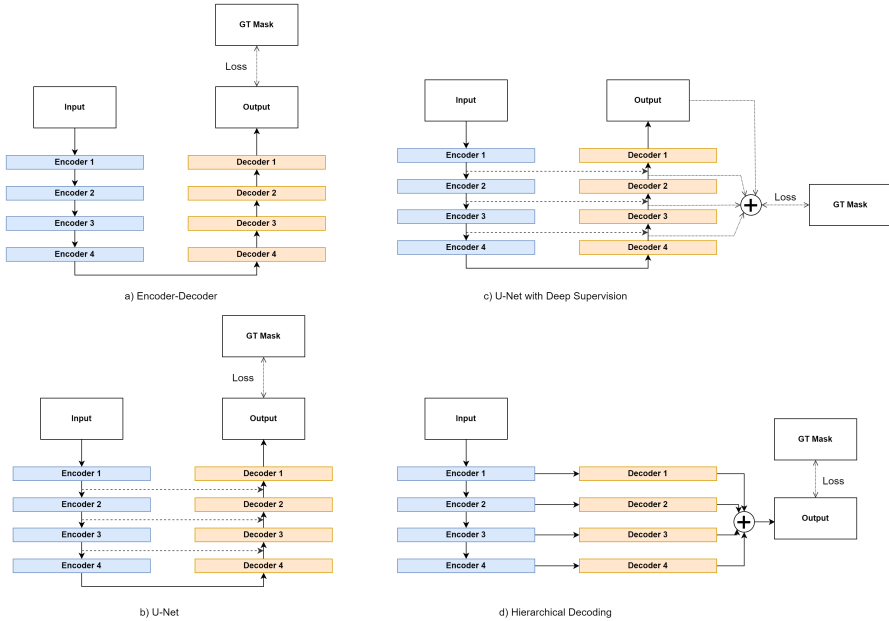 GT Mask
Loss
Input
Output
Encoder 1
Decoder 1
Encoder 2
Decoder 2
Encoder 3
Decoder 3
Encoder 4
Decoder 4
a) Encoder-Decoder
Input
Output
Encoder 1
Decoder 1
Encoder 2
Decoder 2
Loss
GT Mask
Encoder 3
Decoder 3
Encoder 4
Decoder 4
c) U-Net with Deep Supervision
GT Mask
Loss
Input
Output
Encoder 1
Decoder 1
Encoder 2
Decoder 2
Encoder 3
Decoder 3
Encoder 4
Decoder 4
b) U-Net
Input
GT Mask
Encoder 1
Decoder 1
Loss
Encoder 2
Decoder 2
Output
Encoder 3
Decoder 3
Encoder 4
Decoder 4
d) Hierarchical Decoding